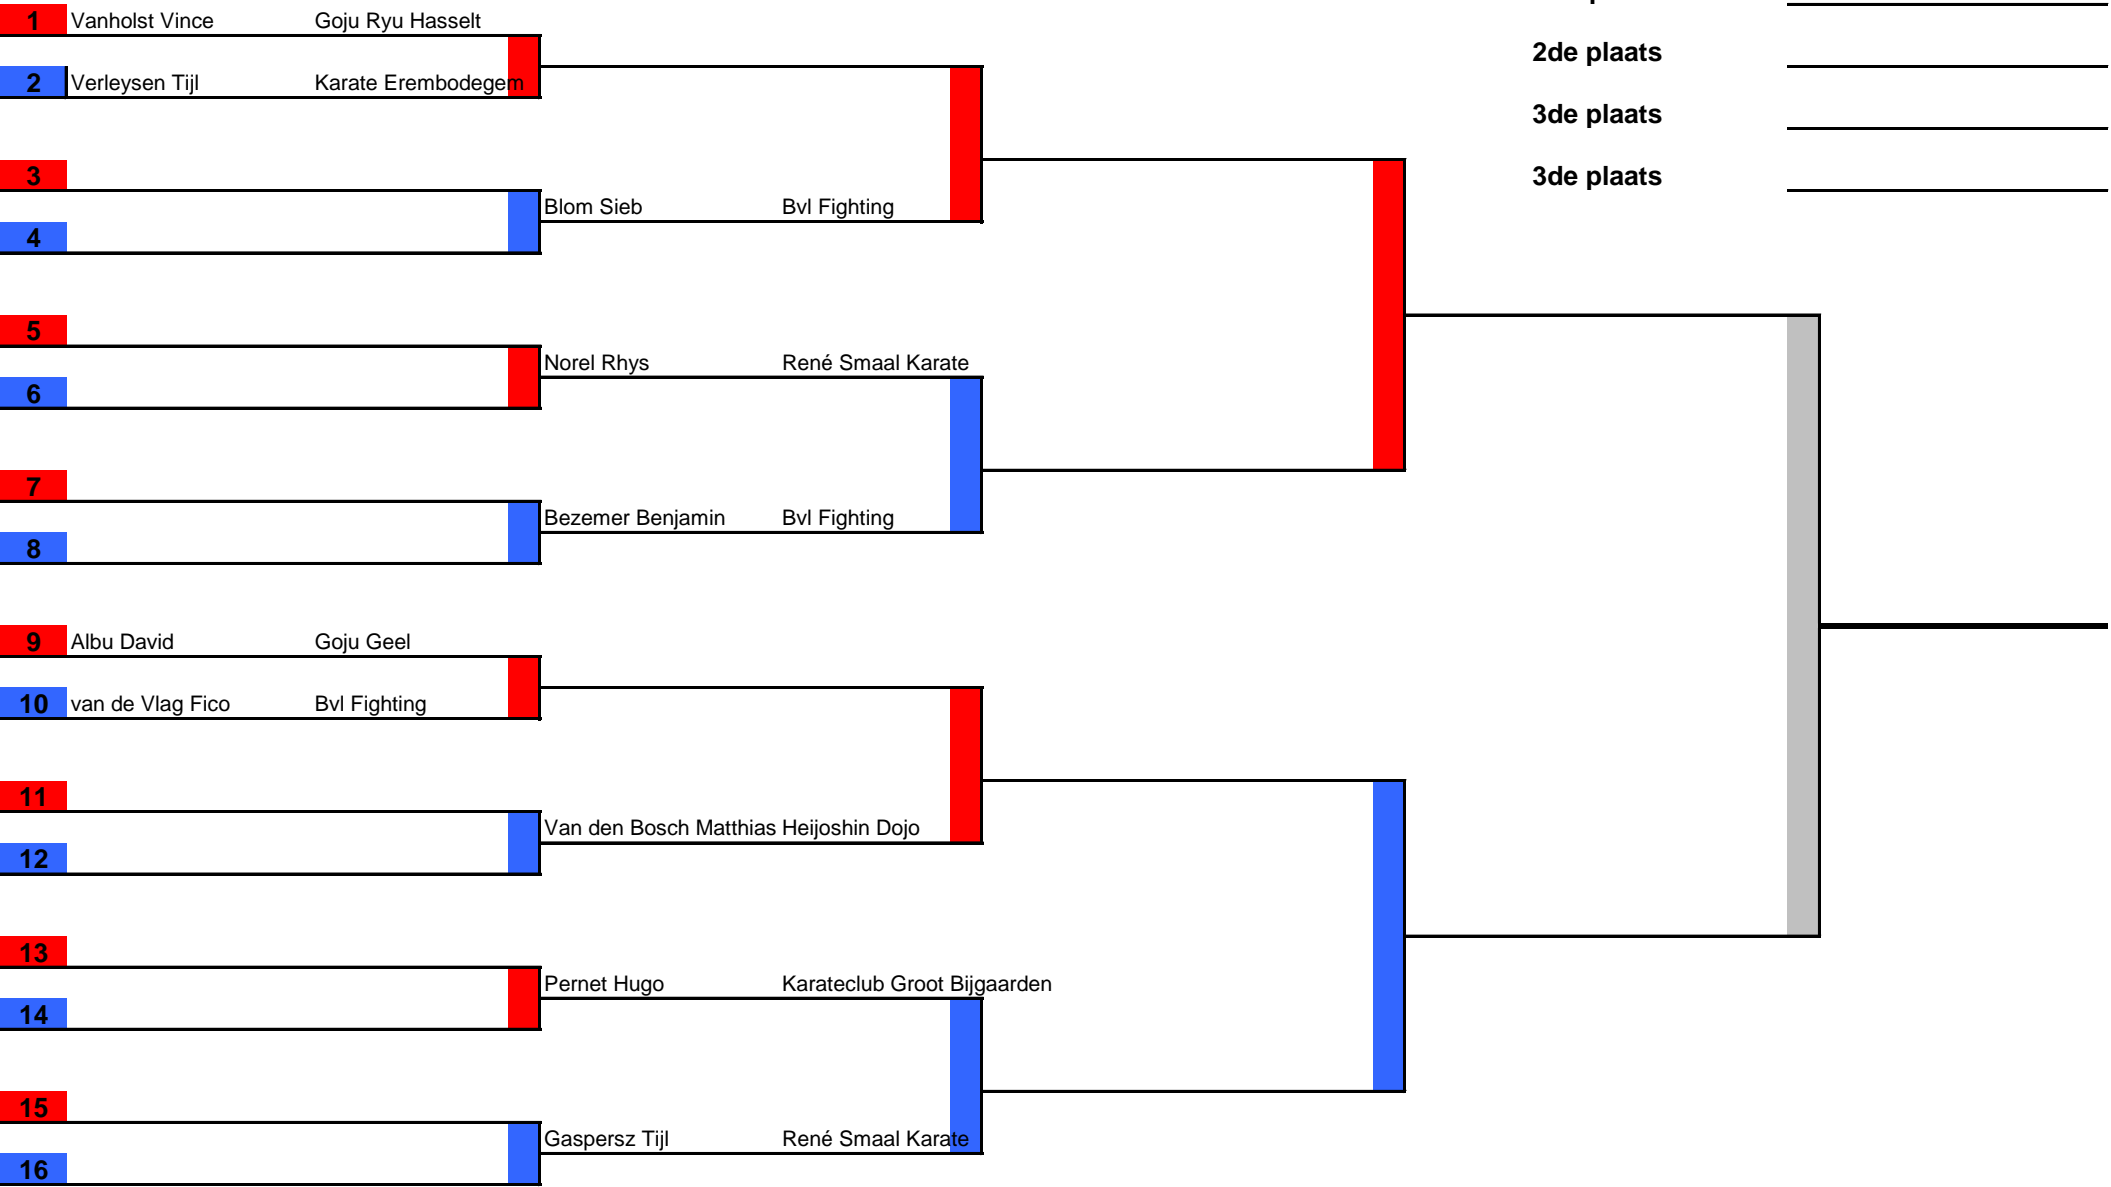 1 Vanholst Vince Goju Ryu Hasselt
2de plaats
2 Verleysen Tijl Karate Erembodegem
3de plaats
3
3de plaats
Blom Sieb Bvl Fighting
4
5
Norel Rhys René Smaal Karate
6
7
Bezemer Benjamin Bvl Fighting
8
9 Albu David Goju Geel
10 van de Vlag Fico Bvl Fighting
11
Van den Bosch Matthias Heijoshin Dojo
12
13
Pernet Hugo Karateclub Groot Bijgaarden
14
15
Gaspersz Tijl René Smaal Karate
16